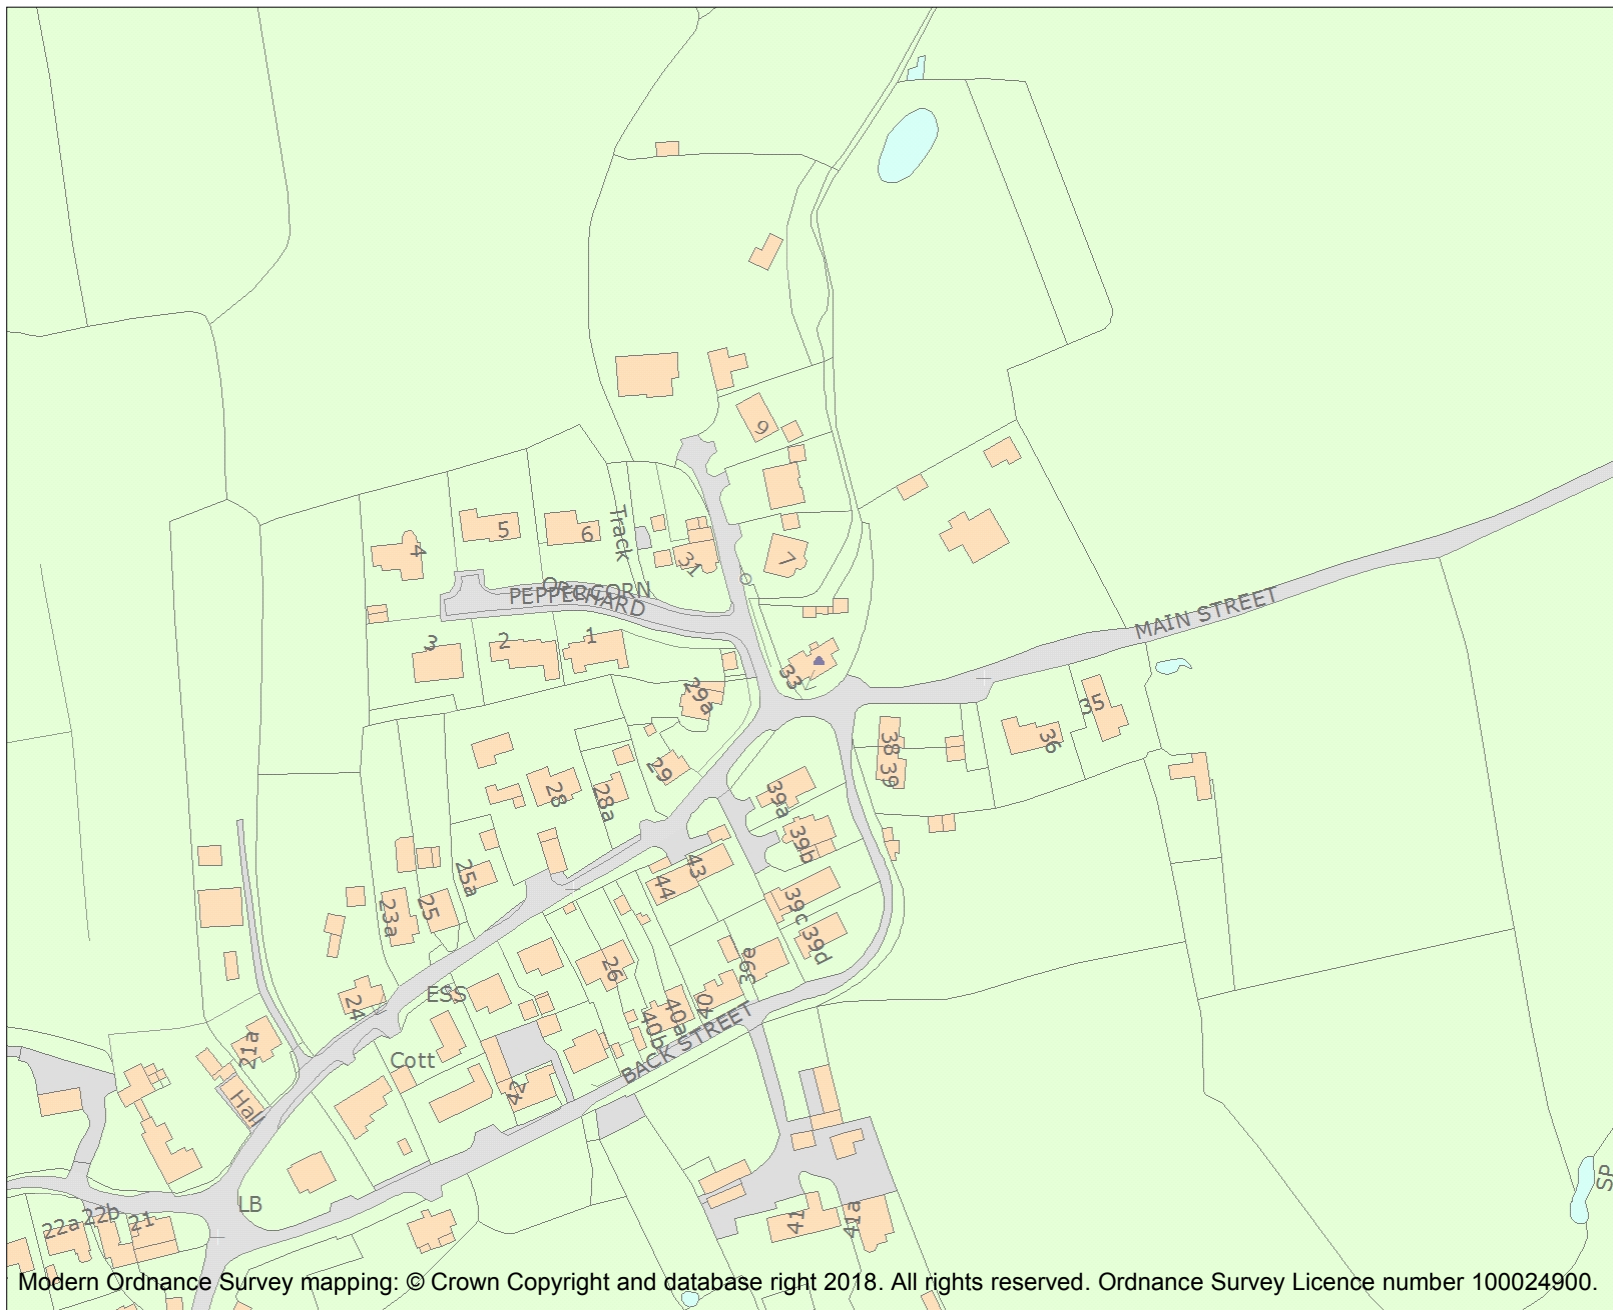 9
Track
5
6
4
31
7
PEPPERCORN
ORCHARD
MAIN STREET
3
2
1
33
29a
35
36
38
39
29
28
28a
39a
39b
43
44
25a
25
23a
39c
39d
39e
26
24
ESS
40
40a
40b
BACK STREET
21a
Cott
42
Hall
LB
SP
22a
22b
21
41
41a
Modern Ordnance Survey mapping: © Crown Copyright and database right 2018. All rights reserved. Ordnance Survey Licence number 100024900.